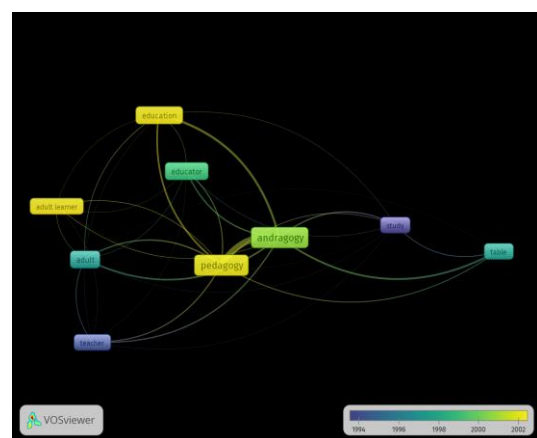 education
educator
adult learner
study
andragogy
table
adult
pedagogy
teacher
VOSviewer
1994 1996 1998 2000 2002